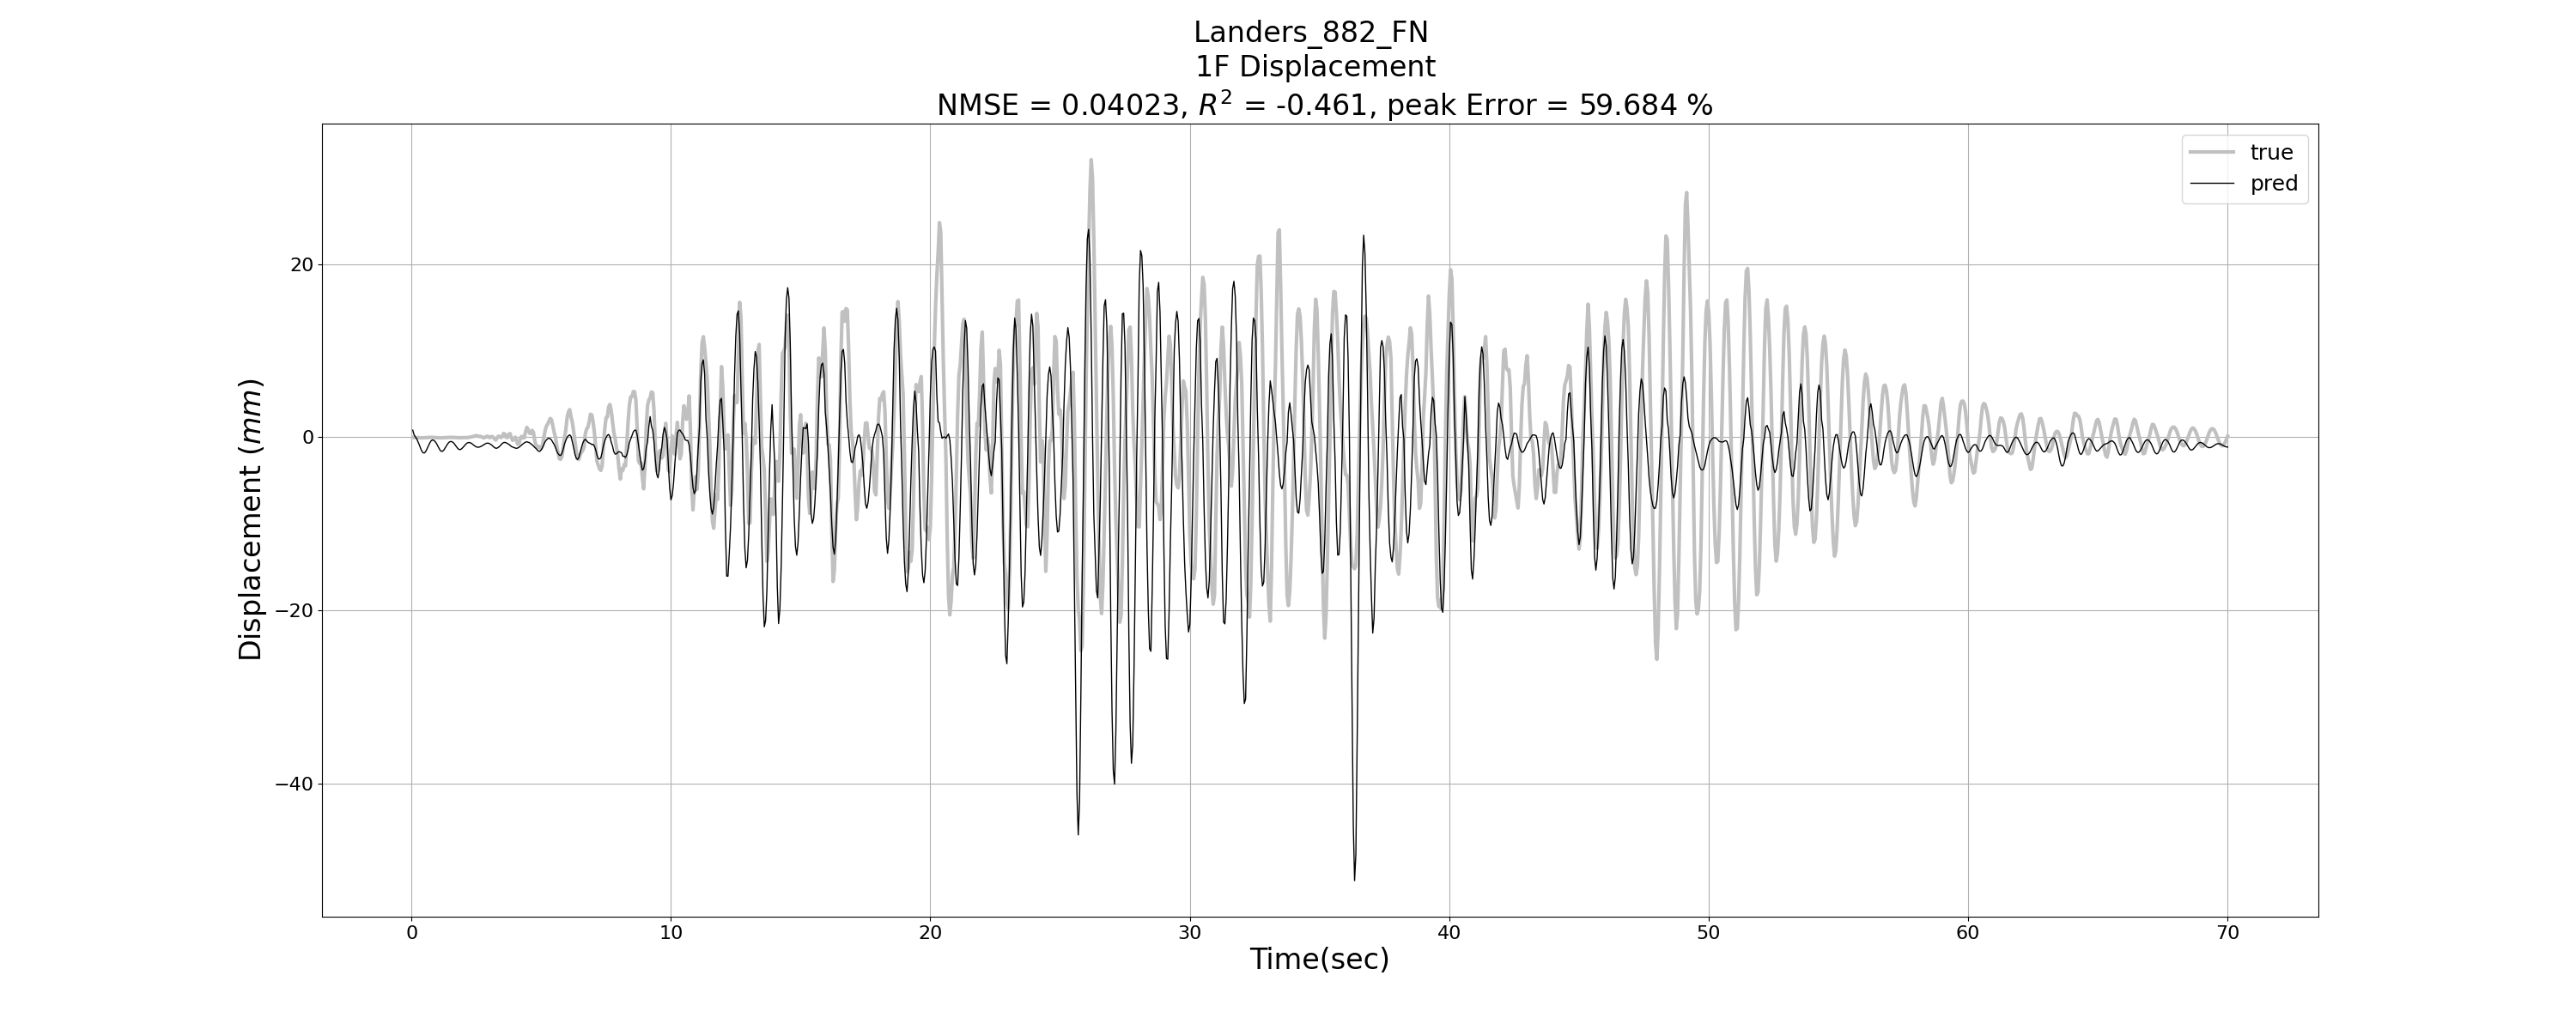 Landers_882_FN
1F Displacement
NMSE = 0.04023, R² = -0.461, peak Error = 59.684 %
true
pred
Displacement (mm)
20
0
−20
−40
0 10 20 30 40 50 60 70
Time(sec)